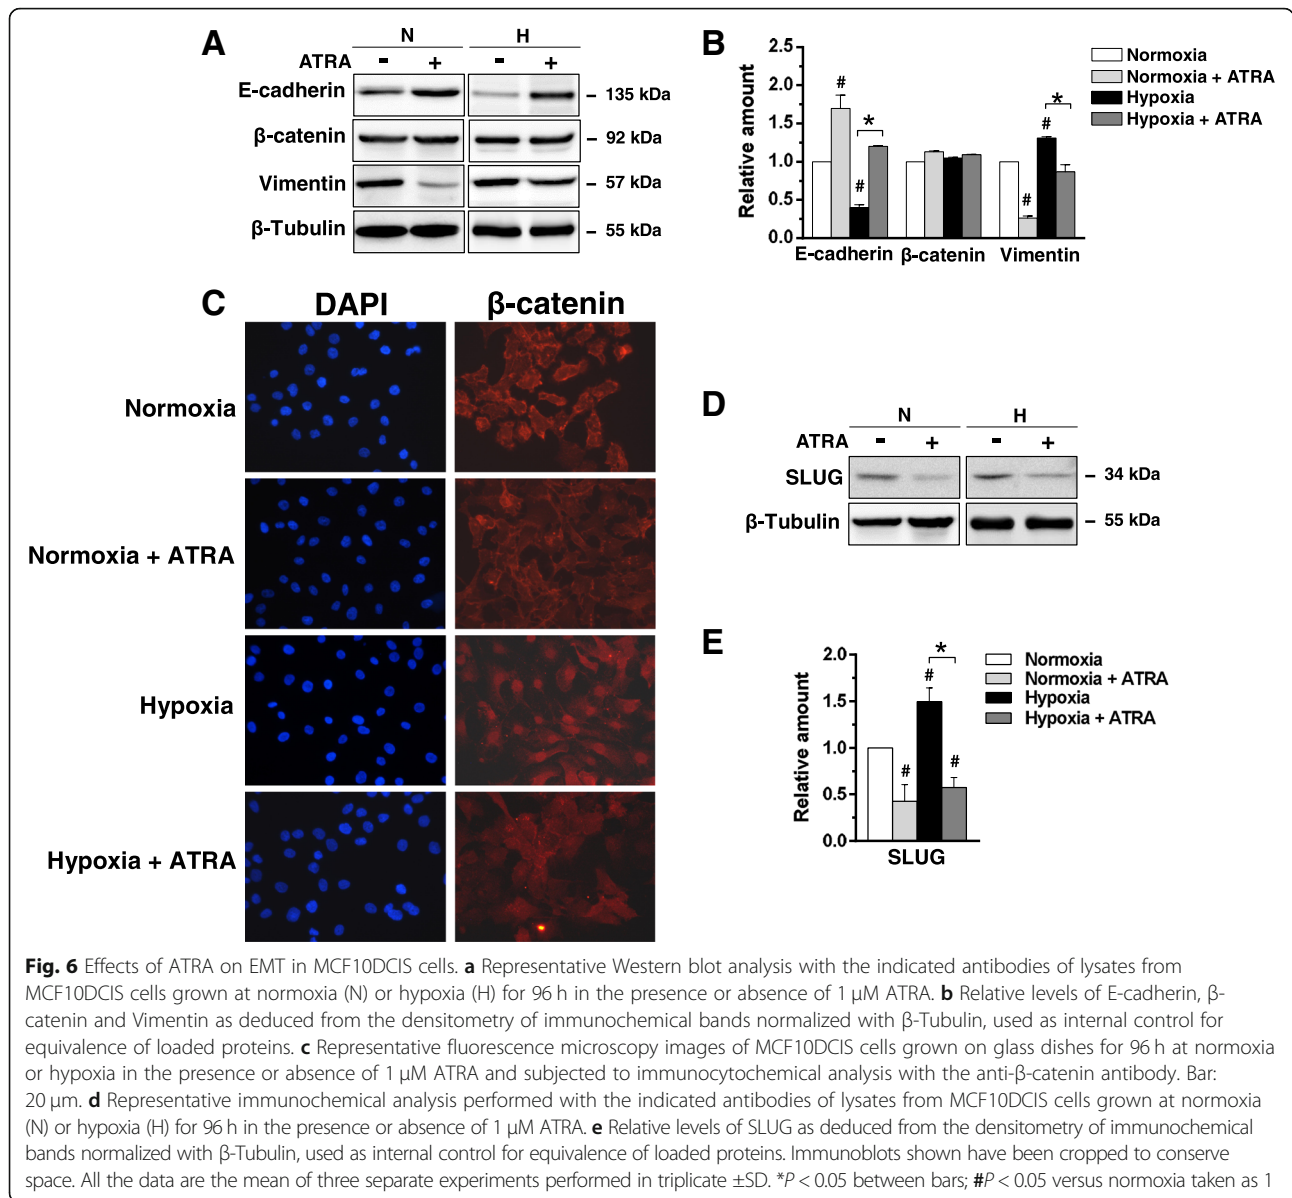 A
N H
ATRA - + - +
E-cadherin – 135 kDa
β-catenin – 92 kDa
Vimentin – 57 kDa
β-Tubulin – 55 kDa
B
Relative amount
2.5
2.0
1.5
1.0
0.5
0.0
# # * # # *
E-cadherin β-catenin Vimentin
Normoxia
Normoxia + ATRA
Hypoxia
Hypoxia + ATRA
C
DAPI β-catenin
Normoxia
Normoxia + ATRA
Hypoxia
Hypoxia + ATRA
D
N H
ATRA - + - +
SLUG – 34 kDa
β-Tubulin – 55 kDa
E
Relative amount
2.0
1.5
1.0
0.5
0.0
# # * #
SLUG
Normoxia
Normoxia + ATRA
Hypoxia
Hypoxia + ATRA
Fig. 6 Effects of ATRA on EMT in MCF10DCIS cells. a Representative Western blot analysis with the indicated antibodies of lysates from
MCF10DCIS cells grown at normoxia (N) or hypoxia (H) for 96 h in the presence or absence of 1 μM ATRA. b Relative levels of E-cadherin, β-
catenin and Vimentin as deduced from the densitometry of immunochemical bands normalized with β-Tubulin, used as internal control for
equivalence of loaded proteins. c Representative fluorescence microscopy images of MCF10DCIS cells grown on glass dishes for 96 h at normoxia
or hypoxia in the presence or absence of 1 μM ATRA and subjected to immunocytochemical analysis with the anti-β-catenin antibody. Bar:
20 μm. d Representative immunochemical analysis performed with the indicated antibodies of lysates from MCF10DCIS cells grown at normoxia
(N) or hypoxia (H) for 96 h in the presence or absence of 1 μM ATRA. e Relative levels of SLUG as deduced from the densitometry of immunochemical
bands normalized with β-Tubulin, used as internal control for equivalence of loaded proteins. Immunoblots shown have been cropped to conserve
space. All the data are the mean of three separate experiments performed in triplicate ±SD. *P < 0.05 between bars; #P < 0.05 versus normoxia taken as 1